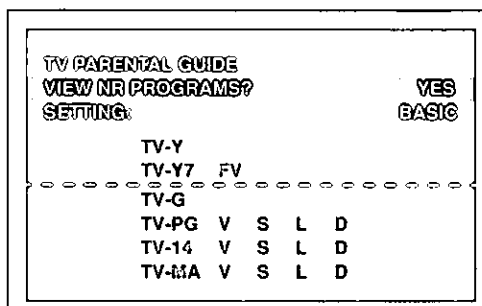 TV PARENTAL GUIDE
VIEW NR PROGRAMS? YES
SETTING: BASIC
TV-Y
TV-Y7 FV
TV-G
TV-PG V S L D
TV-14 V S L D
TV-MA V S L D